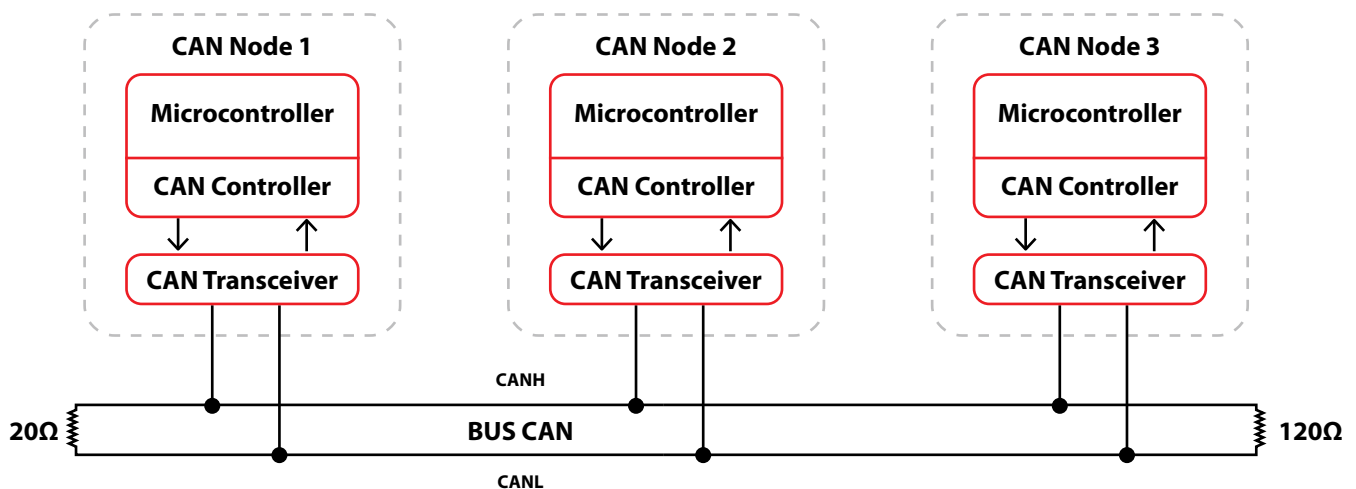 CAN Node 1
CAN Node 2
CAN Node 3
Microcontroller
Microcontroller
Microcontroller
CAN Controller
CAN Controller
CAN Controller
CAN Transceiver
CAN Transceiver
CAN Transceiver
CANH
20Ω
BUS CAN
120Ω
CANL